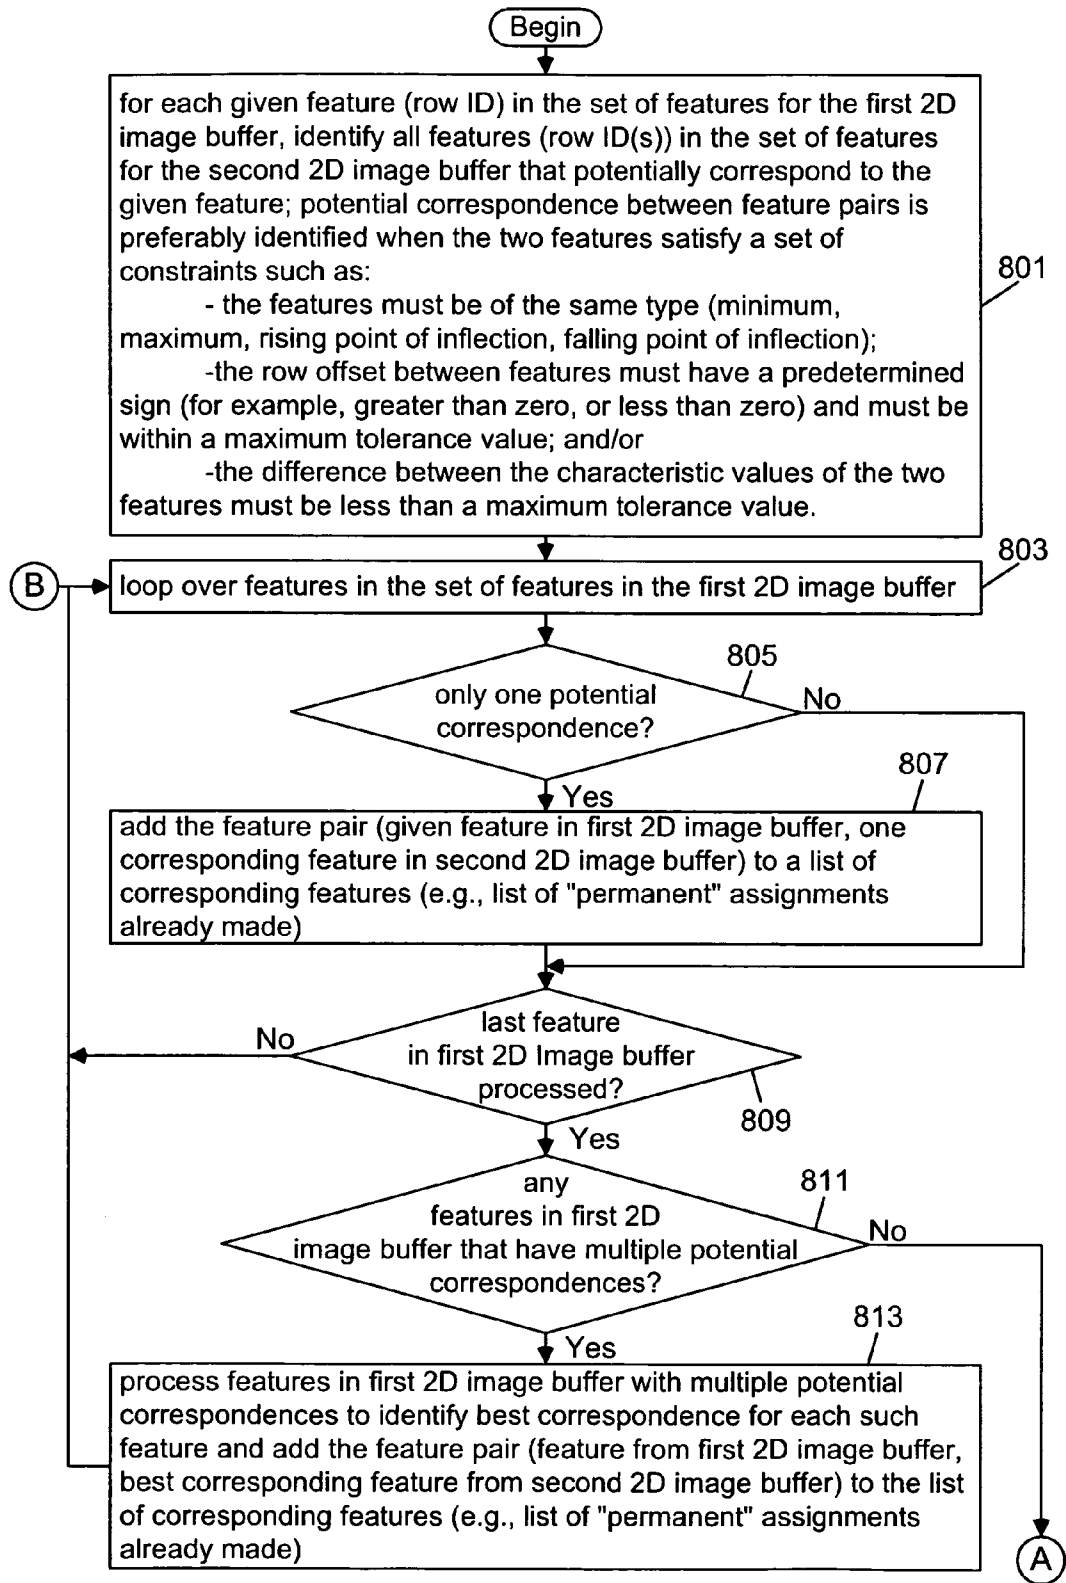 Begin
for each given feature (row ID) in the set of features for the first 2D
image buffer, identify all features (row ID(s)) in the set of features
for the second 2D image buffer that potentially correspond to the
given feature; potential correspondence between feature pairs is
preferably identified when the two features satisfy a set of
constraints such as:
- the features must be of the same type (minimum,
maximum, rising point of inflection, falling point of inflection);
-the row offset between features must have a predetermined
sign (for example, greater than zero, or less than zero) and must be
within a maximum tolerance value; and/or
-the difference between the characteristic values of the two
features must be less than a maximum tolerance value.
801
803
B
loop over features in the set of features in the first 2D image buffer
805
only one potential
correspondence?
No
807
Yes
add the feature pair (given feature in first 2D image buffer, one
corresponding feature in second 2D image buffer) to a list of
corresponding features (e.g., list of "permanent" assignments
already made)
No
last feature
in first 2D Image buffer
processed?
809
Yes
811
any
features in first 2D
image buffer that have multiple potential
correspondences?
No
813
Yes
process features in first 2D image buffer with multiple potential
correspondences to identify best correspondence for each such
feature and add the feature pair (feature from first 2D image buffer,
best corresponding feature from second 2D image buffer) to the list
of corresponding features (e.g., list of "permanent" assignments
already made)
A